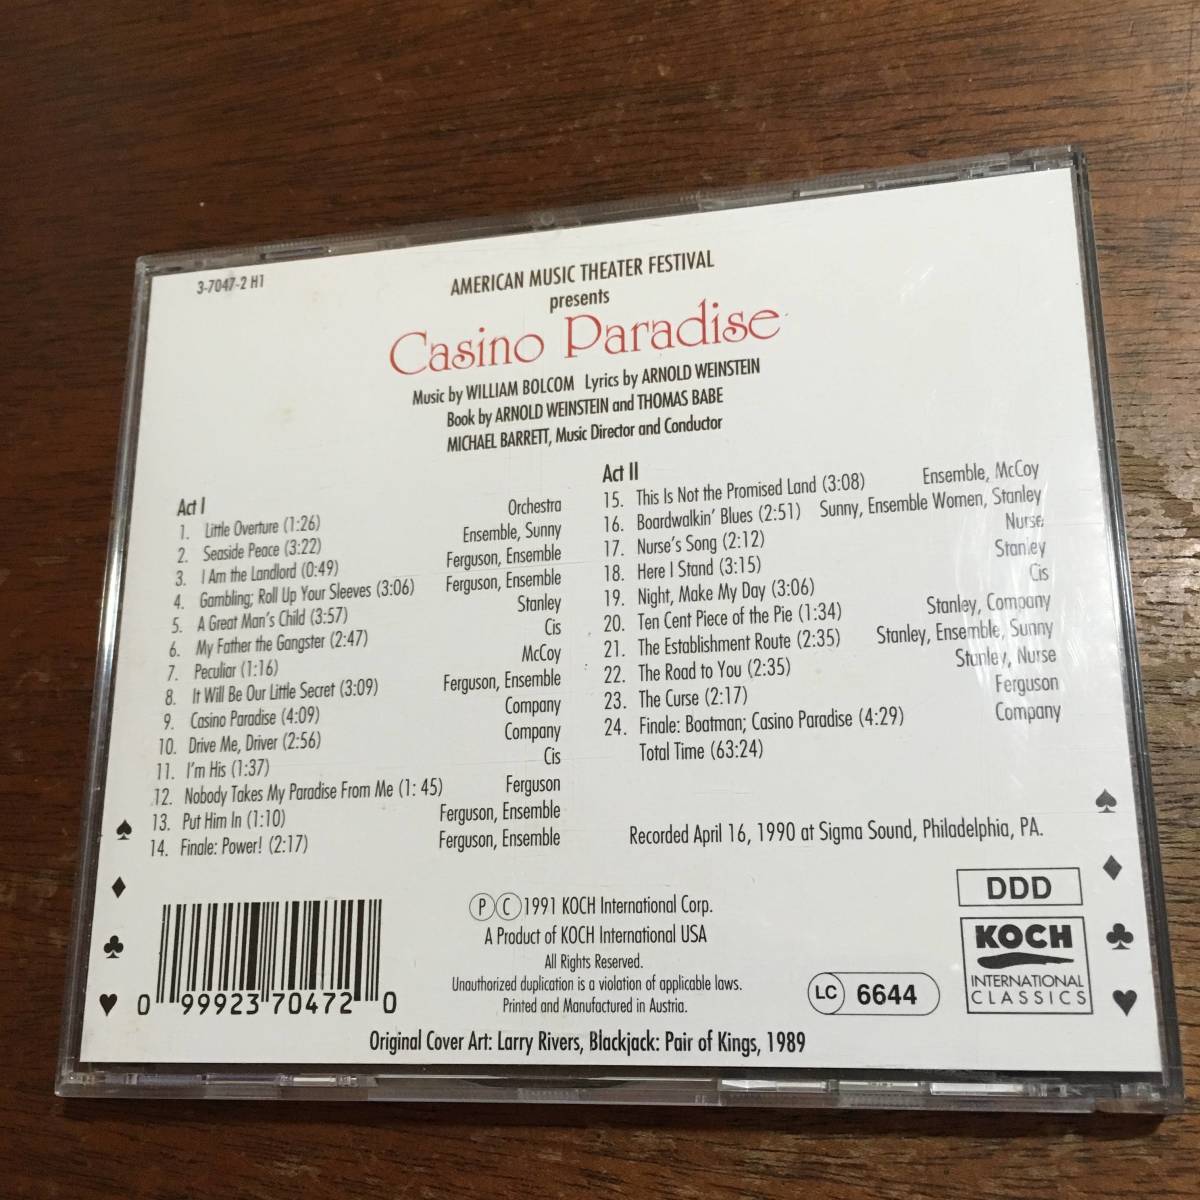 3-7047-2 H1
AMERICAN MUSIC THEATER FESTIVAL
presents
Casino Paradise
Music by WILLIAM BOLCOM Lyrics by ARNOLD WEINSTEIN
Book by ARNOLD WEINSTEIN and THOMAS BABE
MICHAEL BARRETT, Music Director and Conductor
Act I
1. Little Overture (1:26) Orchestra
2. Seaside Peace (3:22) Ensemble, Sunny
3. I Am the Landlord (0:49) Ferguson, Ensemble
4. Gambling; Roll Up Your Sleeves (3:06) Ferguson, Ensemble
5. A Great Man's Child (3:57) Stanley
6. My Father the Gangster (2:47) Cis
7. Peculiar (1:16) McCoy
8. It Will Be Our Little Secret (3:09) Ferguson, Ensemble
9. Casino Paradise (4:09) Company
10. Drive Me, Driver (2:56) Company
11. I'm His (1:37) Cis
12. Nobody Takes My Paradise From Me (1: 45) Ferguson
13. Put Him In (1:10) Ferguson, Ensemble
14. Finale: Power! (2:17) Ferguson, Ensemble
Act II
15. This Is Not the Promised Land (3:08) Ensemble, McCoy
16. Boardwalkin' Blues (2:51) Sunny, Ensemble Women, Stanley
17. Nurse's Song (2:12) Nurse
18. Here I Stand (3:15) Stanley
19. Night, Make My Day (3:06) Cis
20. Ten Cent Piece of the Pie (1:34) Stanley, Company
21. The Establishment Route (2:35) Stanley, Ensemble, Sunny
22. The Road to You (2:35) Stanley, Nurse
23. The Curse (2:17) Ferguson
24. Finale: Boatman; Casino Paradise (4:29) Company
Total Time (63:24)
Recorded April 16, 1990 at Sigma Sound, Philadelphia, PA.
Ⓟ Ⓒ 1991 KOCH International Corp.
A Product of KOCH International USA
All Rights Reserved.
Unauthorized duplication is a violation of applicable laws.
Printed and Manufactured in Austria.
0 99923 70472 0
DDD
KOCH
INTERNATIONAL
CLASSICS
LC 6644
Original Cover Art: Larry Rivers, Blackjack: Pair of Kings, 1989